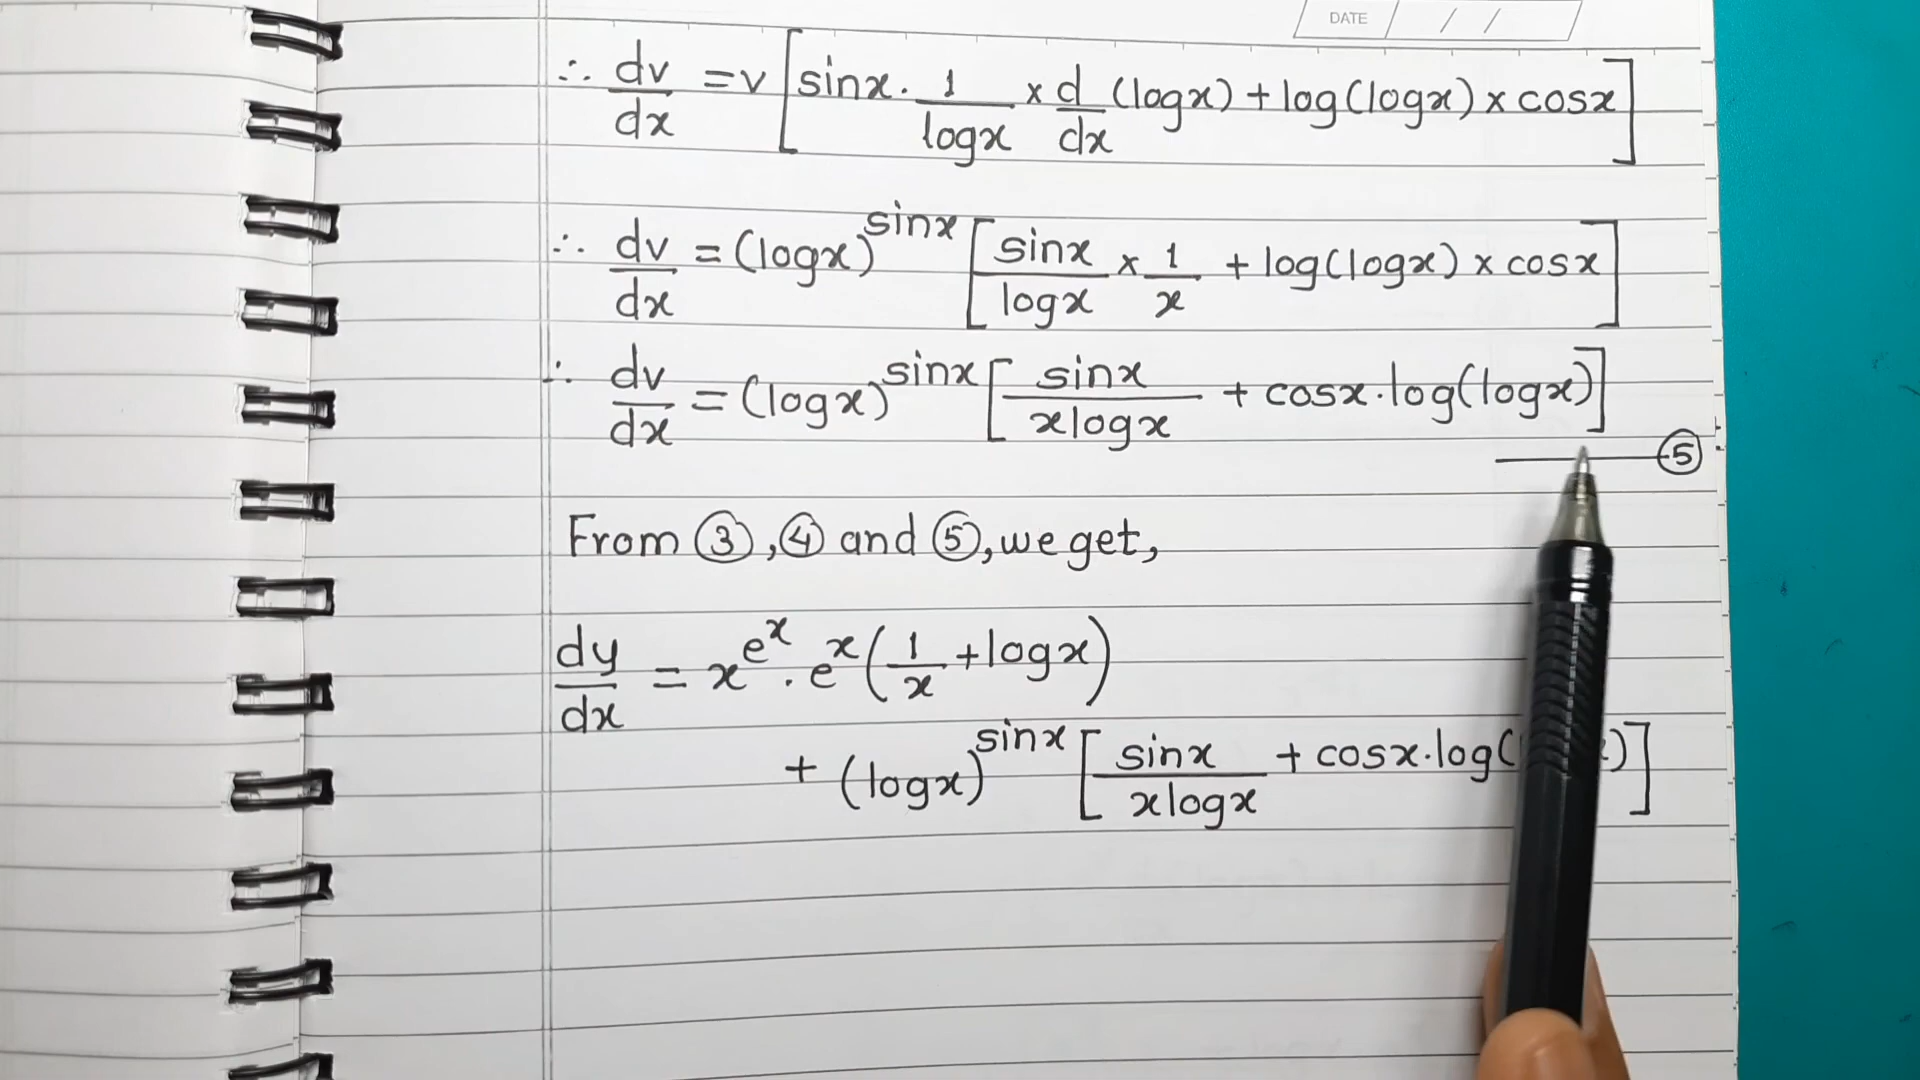 DATE / /
∴ dv/dx = v [sinx · 1/logx × d/dx (logx) + log(logx) × cosx]
∴ dv/dx = (logx)^sinx [sinx/logx × 1/x + log(logx) × cosx]
∴ dv/dx = (logx)^sinx [sinx/xlogx + cosx·log(logx)]
⑤
From ③, ④ and ⑤, we get,
dy/dx = x^e^x · e^x (1/x + logx)
+ (logx)^sinx [sinx/xlogx + cosx·log( )]